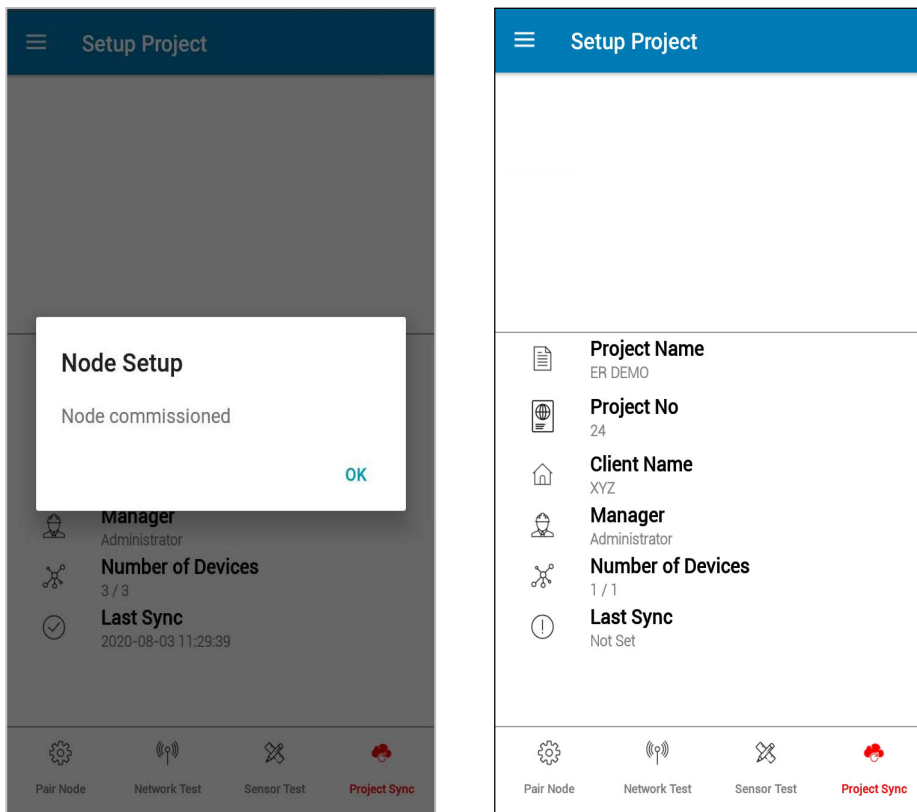 Setup Project
Node Setup
Node commissioned
OK
Manager
Administrator
Number of Devices
3 / 3
Last Sync
2020-08-03 11:29:39
Pair Node
Network Test
Sensor Test
Project Sync
Setup Project
Project Name
ER DEMO
Project No
24
Client Name
XYZ
Manager
Administrator
Number of Devices
1 / 1
Last Sync
Not Set
Pair Node
Network Test
Sensor Test
Project Sync